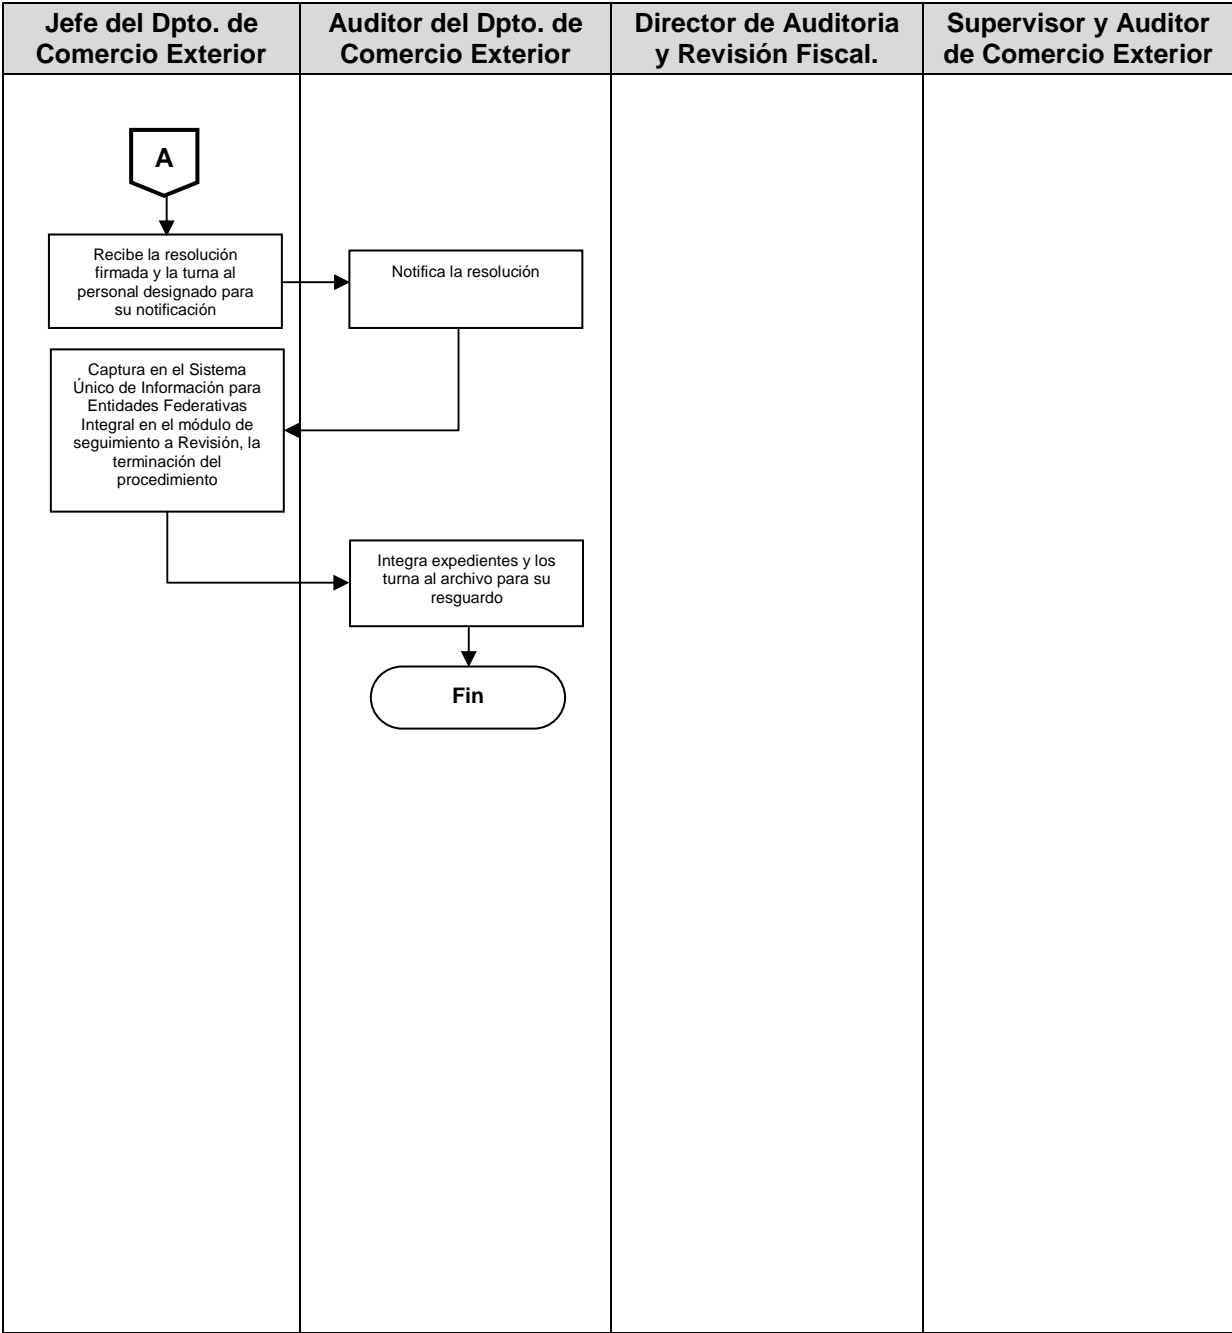 Jefe del Dpto. de
Comercio Exterior
Auditor del Dpto. de
Comercio Exterior
Director de Auditoria
y Revisión Fiscal.
Supervisor y Auditor
de Comercio Exterior
A
Recibe la resolución
firmada y la turna al
personal designado para
su notificación
Notifica la resolución
Captura en el Sistema
Único de Información para
Entidades Federativas
Integral en el módulo de
seguimiento a Revisión, la
terminación del
procedimiento
Integra expedientes y los
turna al archivo para su
resguardo
Fin